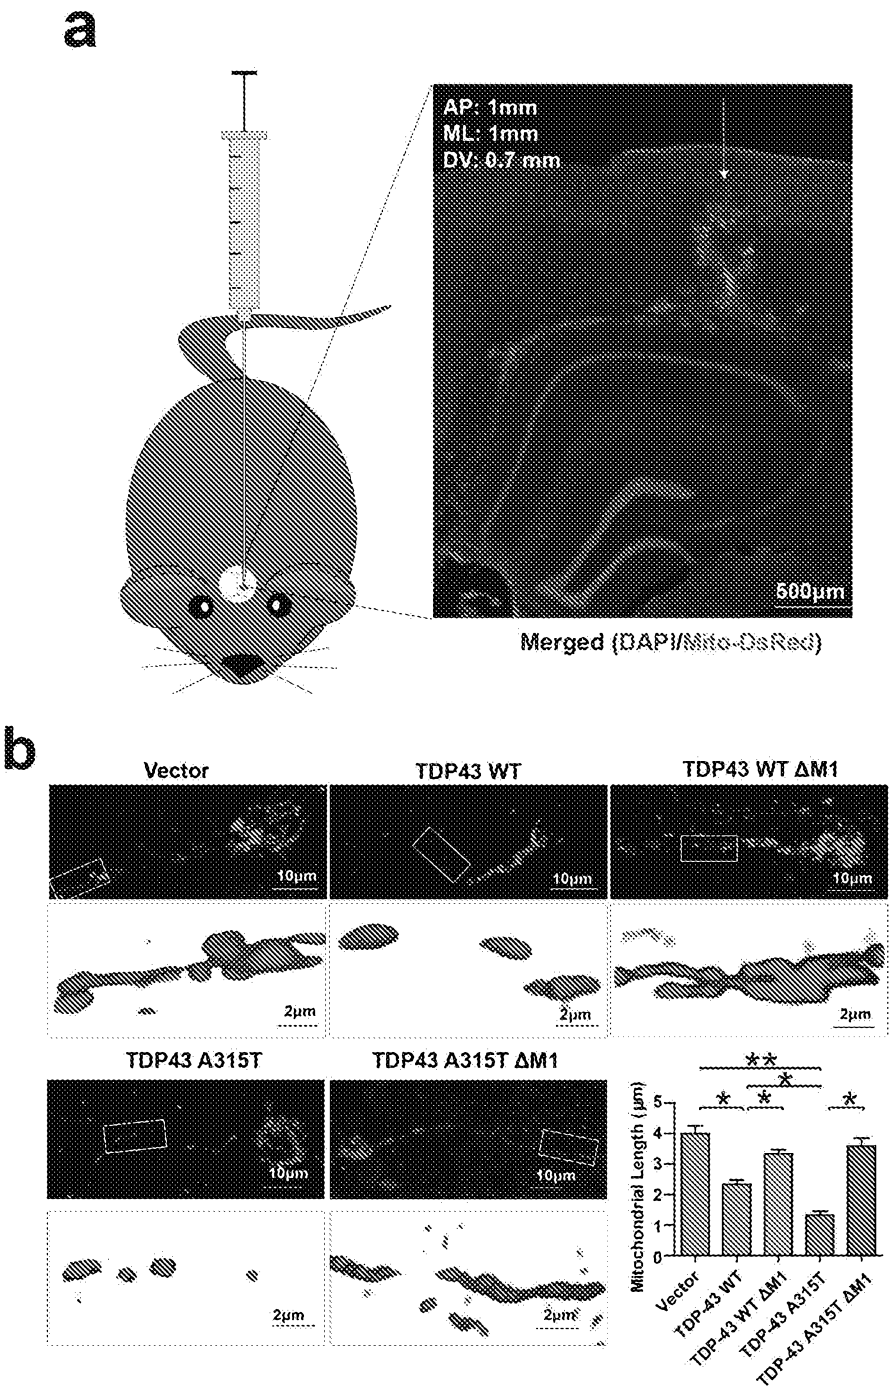 a
AP: 1mm
ML: 1mm
DV: 0.7 mm
500μm
Merged (DAPI/Mito-DsRed)
b
Vector
TDP43 WT
TDP43 WT ΔM1
10μm
10μm
10μm
2μm
2μm
2μm
TDP43 A315T
TDP43 A315T ΔM1
10μm
10μm
2μm
2μm
**
*
* * *
Mitochondrial Length (μm)
5
4
3
2
1
0
Vector
TDP-43 WT
TDP-43 WT ΔM1
TDP-43 A315T
TDP-43 A315T ΔM1